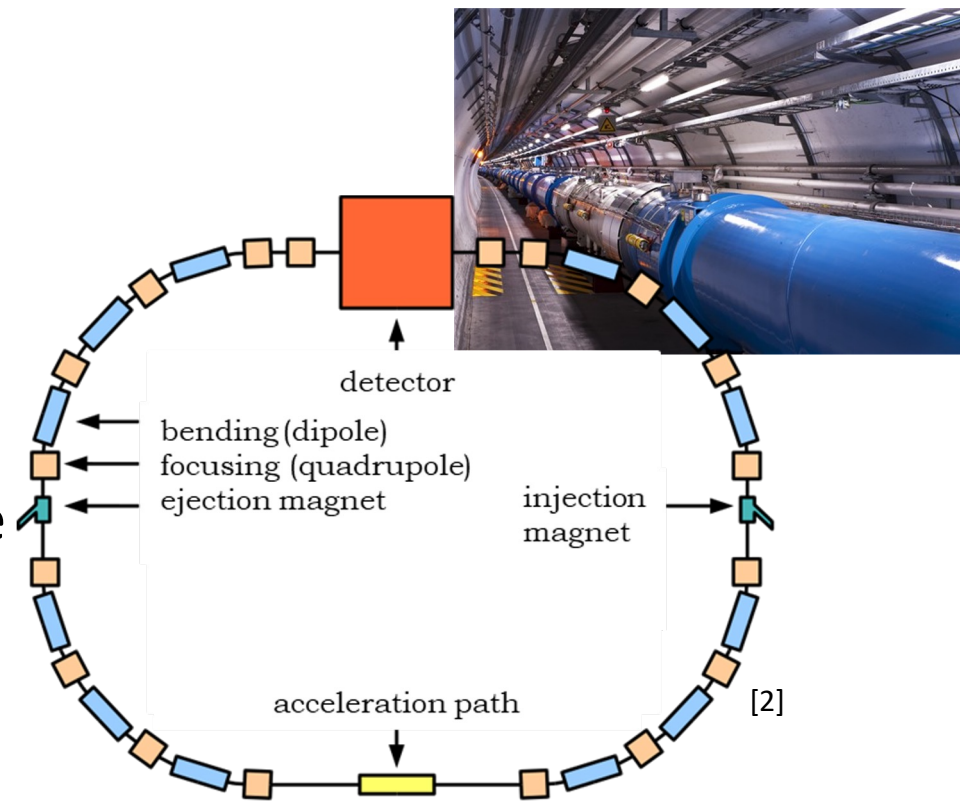 detector
bending (dipole)
focusing (quadrupole)
ejection magnet
injection
magnet
acceleration path
[2]